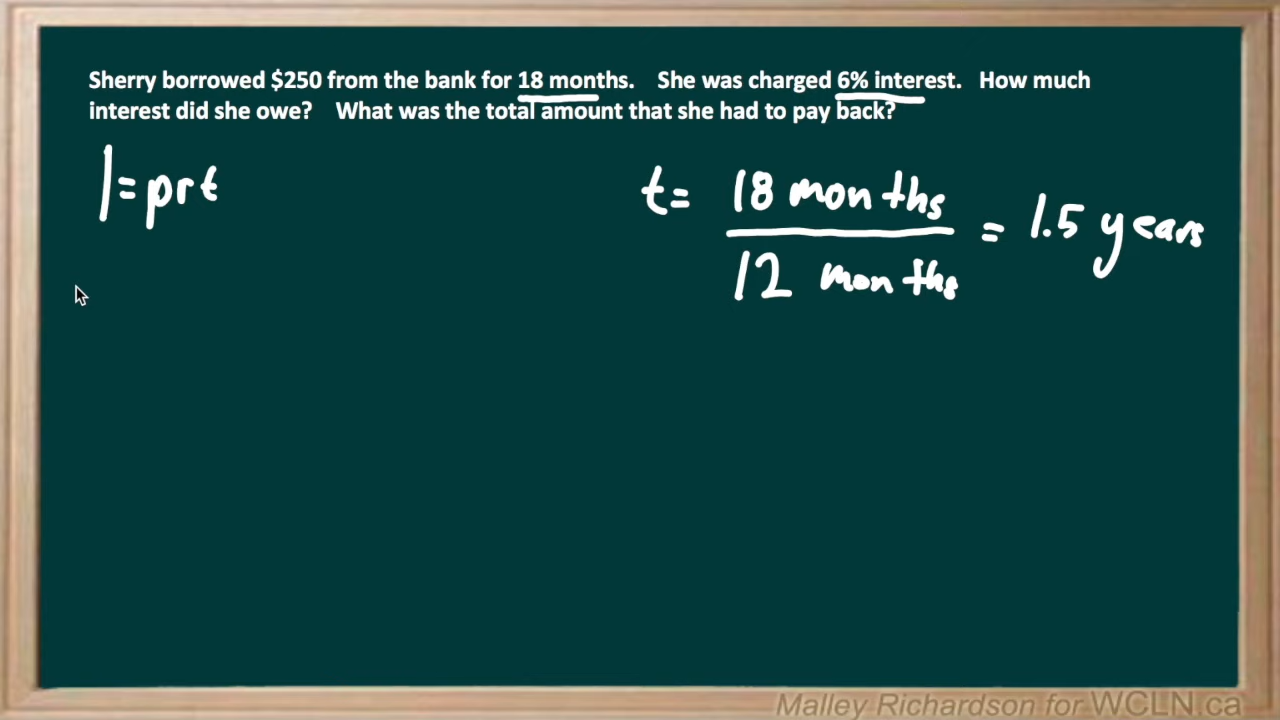 Sherry borrowed $250 from the bank for 18 months. She was charged 6% interest. How much
interest did she owe? What was the total amount that she had to pay back?
I = prt
t = 18 months / 12 months = 1.5 years
Malley Richardson for WCLN.ca